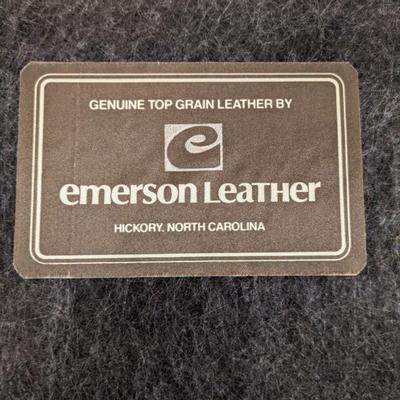 GENUINE TOP GRAIN LEATHER BY
e
emerson LeATHer
HICKORY, NORTH CAROLINA